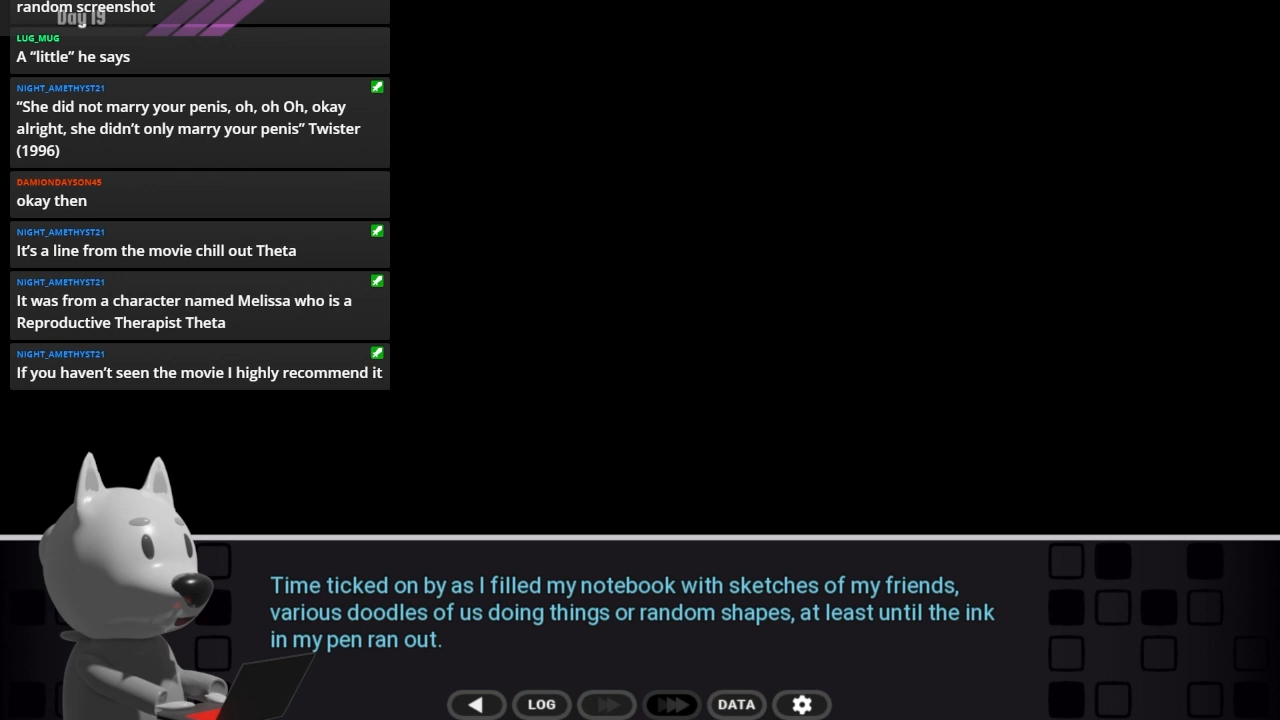 random screenshot
Day 19
LUG_MUG
A “little” he says
NIGHT_AMETHYST21
“She did not marry your penis, oh, oh Oh, okay
alright, she didn’t only marry your penis” Twister
(1996)
DAMIONDAYSON45
okay then
NIGHT_AMETHYST21
It’s a line from the movie chill out Theta
NIGHT_AMETHYST21
It was from a character named Melissa who is a
Reproductive Therapist Theta
NIGHT_AMETHYST21
If you haven’t seen the movie I highly recommend it
Time ticked on by as I filled my notebook with sketches of my friends,
various doodles of us doing things or random shapes, at least until the ink
in my pen ran out.
LOG
DATA